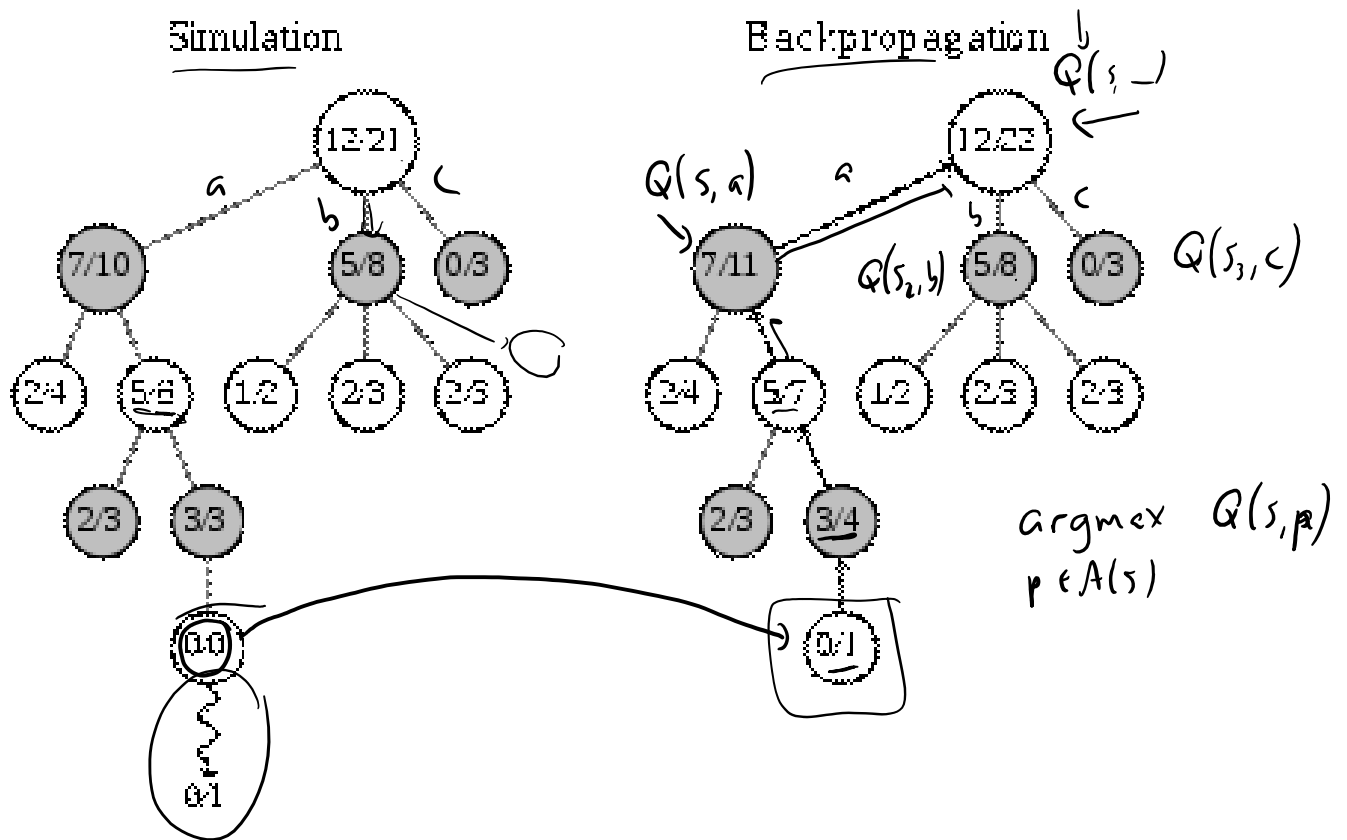 Simulation
12/21
a
b
c
7/10
5/8
0/3
2/4
5/6
1/2
2/3
2/3
2/3
3/3
0/0
0/1
Backpropagation
Q(s, _)
12/22
Q(s, a)
a
b
c
7/11
Q(s₂, b)
5/8
0/3
Q(s₃, c)
2/4
5/7
1/2
2/3
2/3
2/3
3/4
0/1
argmax Q(s, p)
p ∈ A(s)